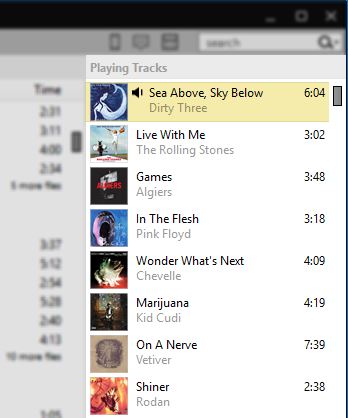 search
Playing Tracks
Time
Sea Above, Sky Below 6:04
Dirty Three
2:31
Live With Me 3:02
The Rolling Stones
3:11
4:00
Games 3:48
Algiers
2:34
5 more files
In The Flesh 3:18
Pink Floyd
3:37
Wonder What's Next 4:09
Chevelle
5:12
2:54
Marijuana 4:19
Kid Cudi
5:28
2:40
On A Nerve 7:39
Vetiver
4:13
10 more files
Shiner 2:38
Rodan
1:05